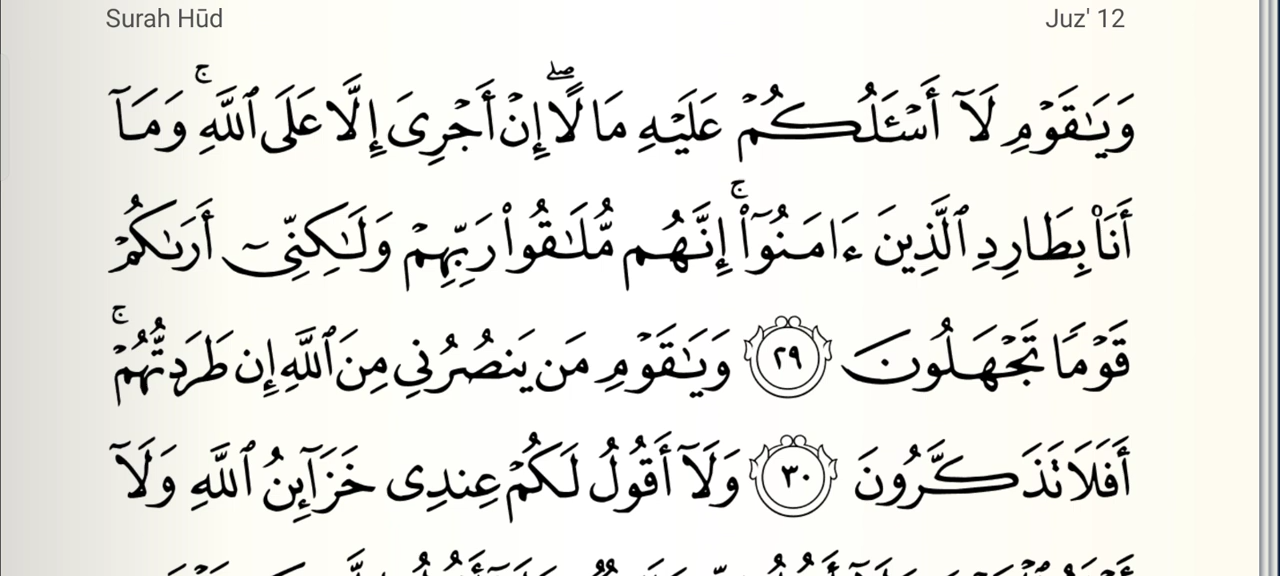 Surah Hūd Juz' 12
وَيَـٰقَوْمِ لَآ أَسْـَٔلُكُمْ عَلَيْهِ مَالًا ۖ إِنْ أَجْرِىَ إِلَّا عَلَى ٱللَّهِ ۚ وَمَآ
أَنَا۠ بِطَارِدِ ٱلَّذِينَ ءَامَنُوٓا۟ ۚ إِنَّهُم مُّلَـٰقُوا۟ رَبِّهِمْ وَلَـٰكِنِّىٓ أَرَىٰكُمْ
قَوْمًا تَجْهَلُونَ ٢٩ وَيَـٰقَوْمِ مَن يَنصُرُنِى مِنَ ٱللَّهِ إِن طَرَدتُّهُمْ ۚ
أَفَلَا تَذَكَّرُونَ ٣٠ وَلَآ أَقُولُ لَكُمْ عِندِى خَزَآئِنُ ٱللَّهِ وَلَآ